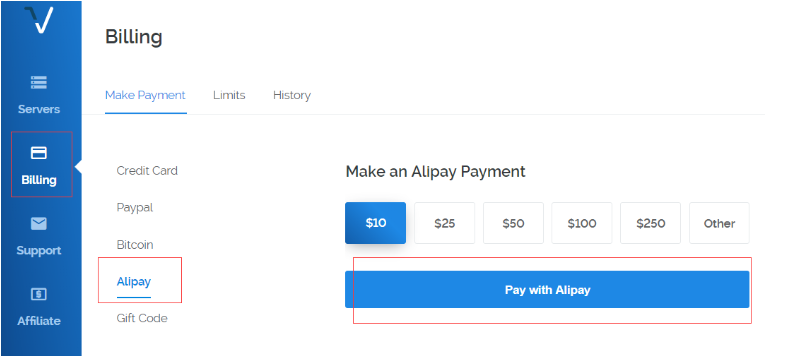 Billing
Make Payment
Limits
History
Servers
Billing
Support
Affiliate
Credit Card
Paypal
Bitcoin
Alipay
Gift Code
Make an Alipay Payment
$10
$25
$50
$100
$250
Other
Pay with Alipay